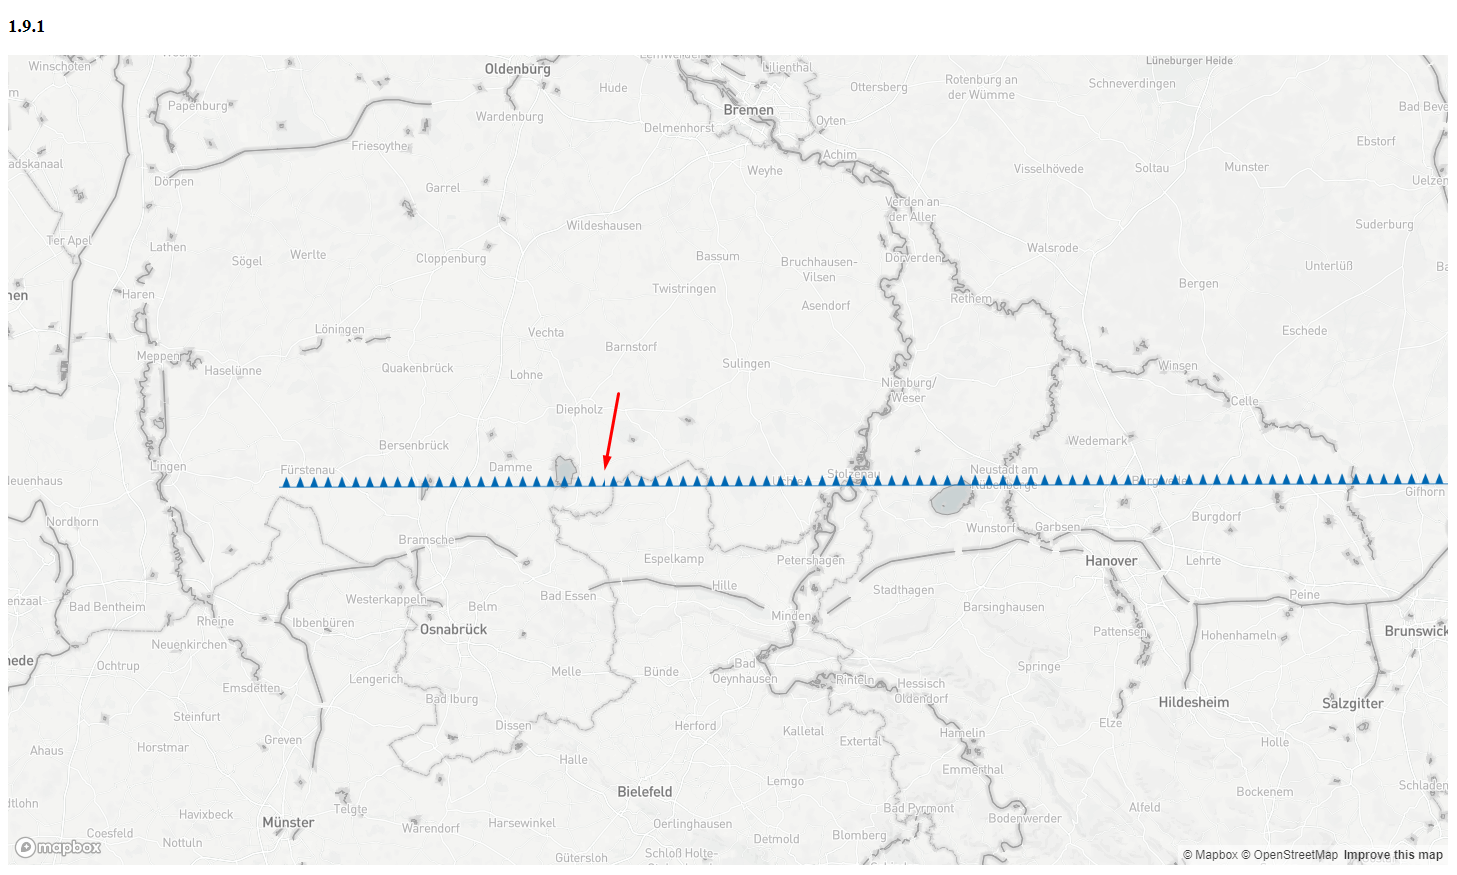 1.9.1
Winschoten
Oldenburg
Lilienthal
Lüneburger Heide
Papenburg
Hude
Ottersberg
Rotenburg an
der Wümme
Schneverdingen
Wardenburg
Bremen
Bad Beve
Delmenhorst
Oyten
Friesoythe
Achim
Ebstorf
adskanaal
Weyhe
Visselhövede
Soltau
Munster
Dörpen
Garrel
Uelzen
Verden an
der Aller
Wildeshausen
Suderburg
Ter Apel
Lathen
Sögel
Werlte
Cloppenburg
Bassum
Bruchhausen-
Vilsen
Dörverden
Walsrode
Unterlüß
Ba
Haren
Twistringen
Asendorf
Rethem
Bergen
nen
Löningen
Vechta
Barnstorf
Eschede
Meppen
Haselünne
Quakenbrück
Lohne
Sulingen
Winsen
Nienburg/
Weser
Diepholz
Celle
Bersenbrück
Wedemark
Lingen
Fürstenau
Damme
Stolzenau
Neustadt am
Rübenberge
Burgwedel
Gifhorn
Nordhorn
Wunstorf
Garbsen
Burgdorf
Bramsche
Espelkamp
Petershagen
Hanover
Lehrte
Bad Bentheim
Westerkappeln
Belm
Bad Essen
Hille
Stadthagen
Barsinghausen
Peine
Rheine
Ibbenbüren
Osnabrück
Minden
Pattensen
Hohenhameln
Brunswick
Neuenkirchen
Ochtrup
Lengerich
Melle
Bünde
Bad
Oeynhausen
Rinteln
Hessisch
Oldendorf
Springe
Emsdetten
Bad Iburg
Hildesheim
Salzgitter
Steinfurt
Dissen
Herford
Kalletal
Extertal
Hamelin
Elze
Ahaus
Horstmar
Greven
Halle
Emmerthal
Holle
Lemgo
Bielefeld
Bockenem
Schladen
Havixbeck
Telgte
Bad Pyrmont
Alfeld
Münster
Warendorf
Harsewinkel
Oerlinghausen
Bodenwerder
Coesfeld
Nottuln
Detmold
Blomberg
Gütersloh
Schloß Holte-
mapbox
© Mapbox © OpenStreetMap Improve this map